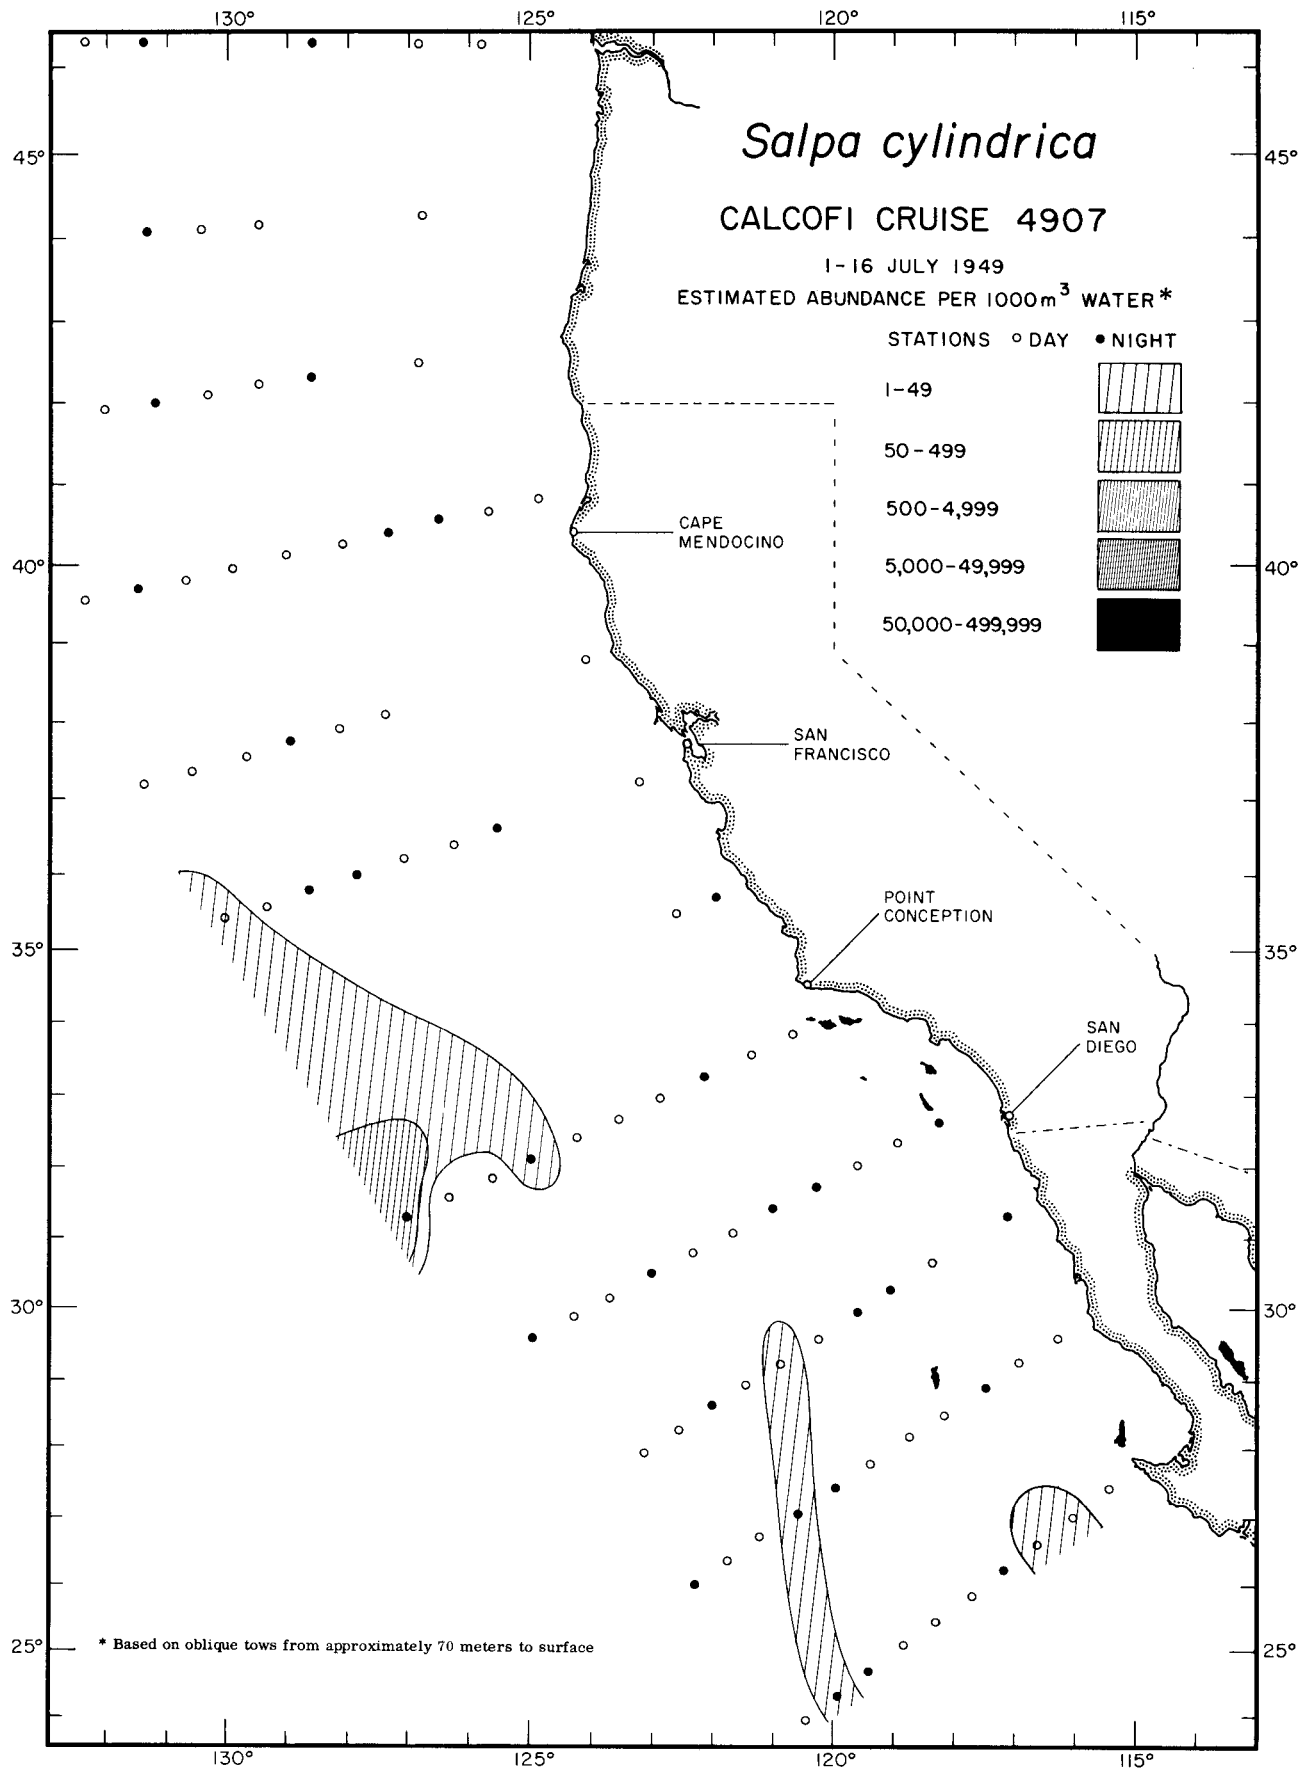 130° 125° 120° 115°
Salpa cylindrica
45° 45°
CALCOFI CRUISE 4907
1-16 JULY 1949
ESTIMATED ABUNDANCE PER 1000m³ WATER*
STATIONS ○ DAY ● NIGHT
1-49
50-499
500-4,999
5,000-49,999
50,000-499,999
CAPE
MENDOCINO
40° 40°
SAN
FRANCISCO
POINT
CONCEPTION
35° 35°
SAN
DIEGO
30° 30°
25° 25°
* Based on oblique tows from approximately 70 meters to surface
130° 125° 120° 115°